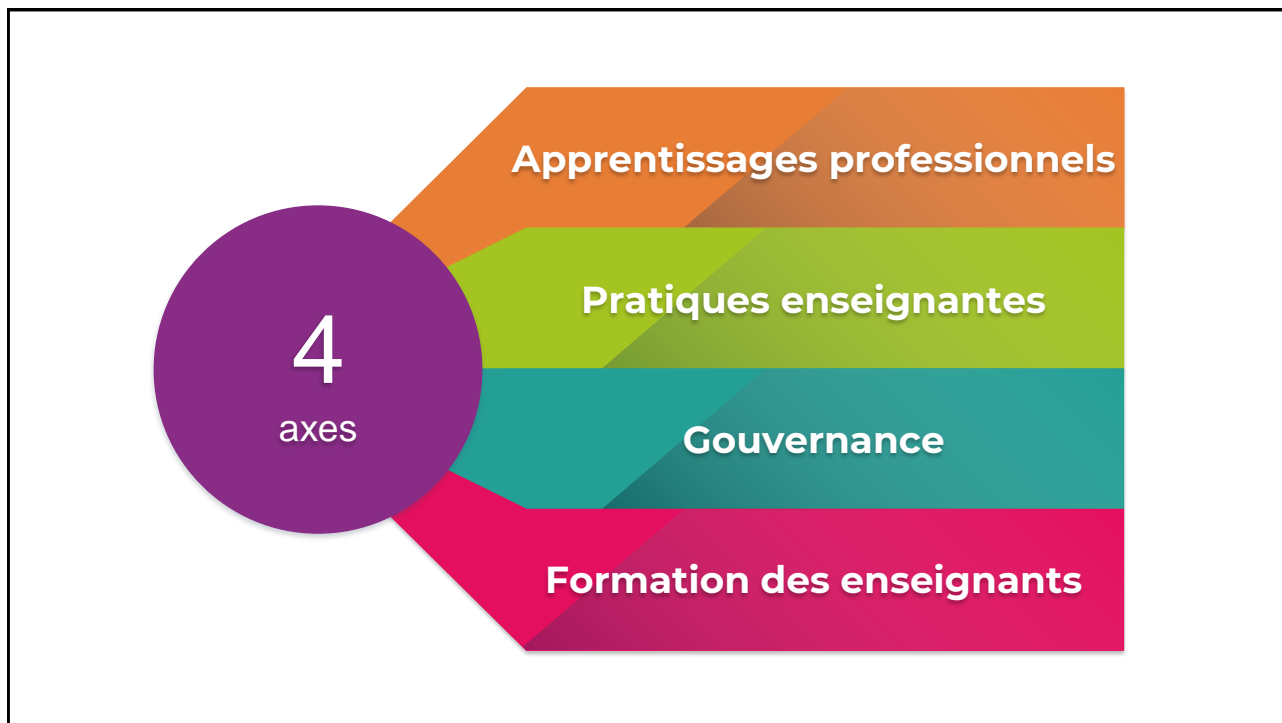 4
axes
Apprentissages professionnels
Pratiques enseignantes
Gouvernance
Formation des enseignants